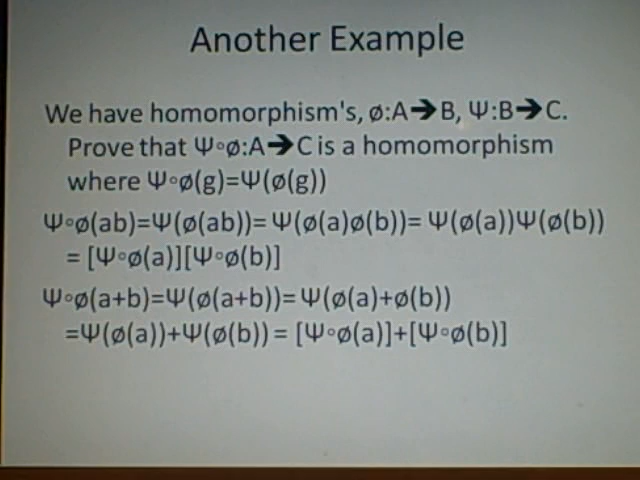 Another Example
We have homomorphism's, ø:A➔B, Ψ:B➔C.
Prove that Ψ∘ø:A➔C is a homomorphism
where Ψ∘ø(g)=Ψ(ø(g))
Ψ∘ø(ab)=Ψ(ø(ab))= Ψ(ø(a)ø(b))= Ψ(ø(a))Ψ(ø(b))
= [Ψ∘ø(a)][Ψ∘ø(b)]
Ψ∘ø(a+b)=Ψ(ø(a+b))= Ψ(ø(a)+ø(b))
=Ψ(ø(a))+Ψ(ø(b)) = [Ψ∘ø(a)]+[Ψ∘ø(b)]